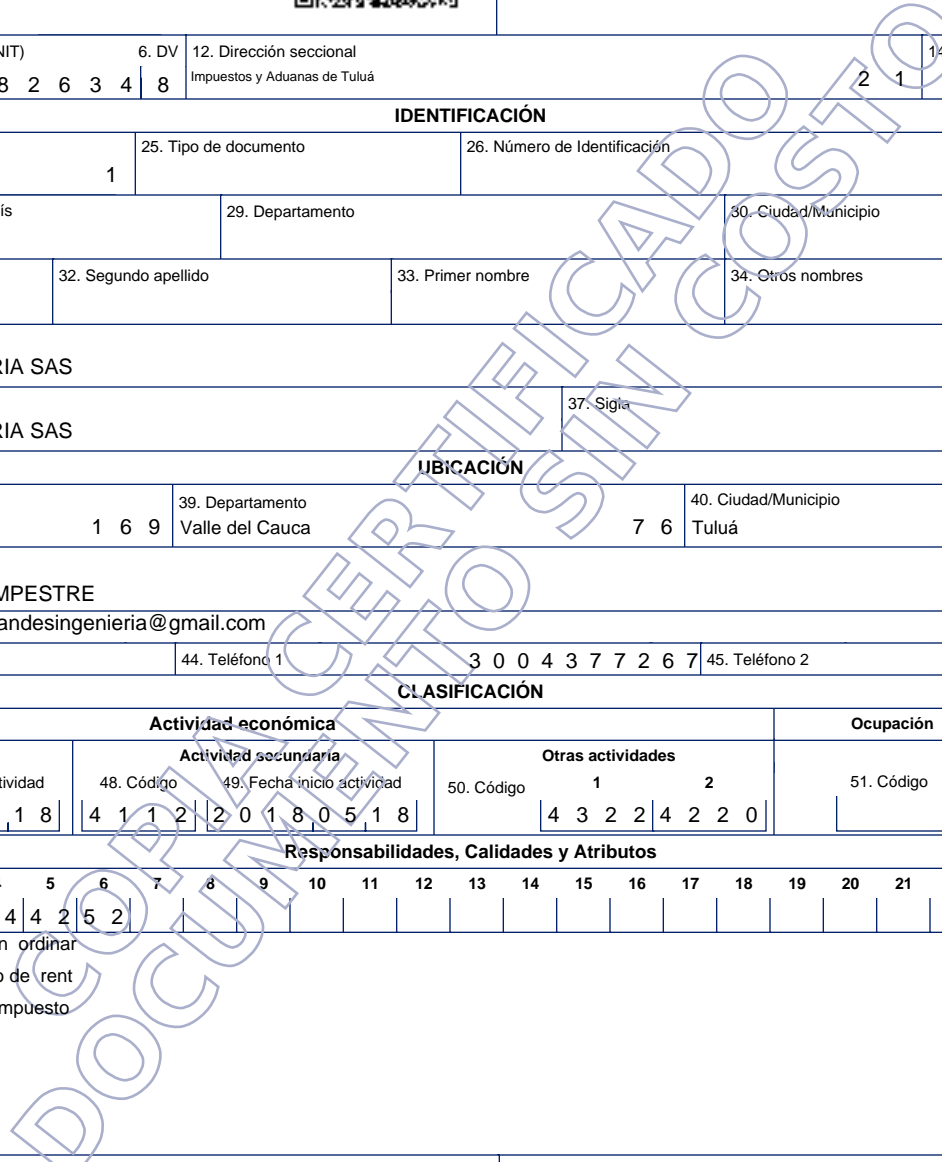 NIT) 6. DV 12. Dirección seccional 14
8 2 6 3 4 8 Impuestos y Aduanas de Tuluá 2 1
IDENTIFICACIÓN
25. Tipo de documento 26. Número de Identificación
1
ís 29. Departamento 30. Ciudad/Municipio
32. Segundo apellido 33. Primer nombre 34. Otros nombres
RIA SAS
37. Sigla
RIA SAS
UBICACIÓN
39. Departamento 40. Ciudad/Municipio
1 6 9 Valle del Cauca 7 6 Tuluá
MPESTRE
andesingenieria@gmail.com
44. Teléfono 1 3 0 0 4 3 7 7 2 6 7 45. Teléfono 2
CLASIFICACIÓN
Actividad económica Ocupación
Actividad secundaria Otras actividades
tividad 48. Código 49. Fecha inicio actividad 50. Código 1 2 51. Código
1 8 4 1 1 2 2 0 1 8 0 5 1 8 4 3 2 2 4 2 2 0
Responsabilidades, Calidades y Atributos
5 6 7 8 9 10 11 12 13 14 15 16 17 18 19 20 21
4 4 2 5 2
n ordinar
o de rent
mpuesto
COPIA CERTIFICADO
DOCUMENTO SIN COSTO